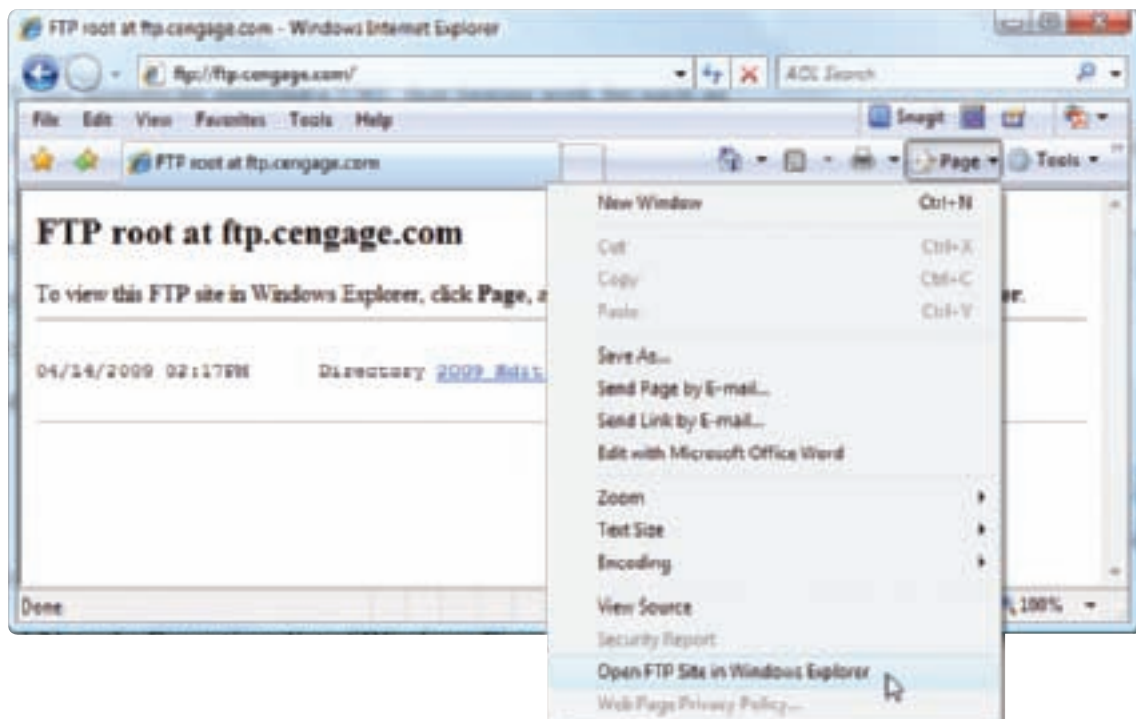 FTP root at ftp.cengage.com - Windows Internet Explorer
ftp://ftp.cengage.com/
AOL Search
File Edit View Favorites Tools Help
Snagit
FTP root at ftp.cengage.com
Page
Tools
FTP root at ftp.cengage.com
To view this FTP site in Windows Explorer, click Page, a
er.
04/14/2009 02:17PM Directory 2009 Edit
New Window Ctrl+N
Cut Ctrl+X
Copy Ctrl+C
Paste Ctrl+V
Save As...
Send Page by E-mail...
Send Link by E-mail...
Edit with Microsoft Office Word
Zoom
Text Size
Encoding
View Source
Security Report
Open FTP Site in Windows Explorer
Web Page Privacy Policy...
Done
100%